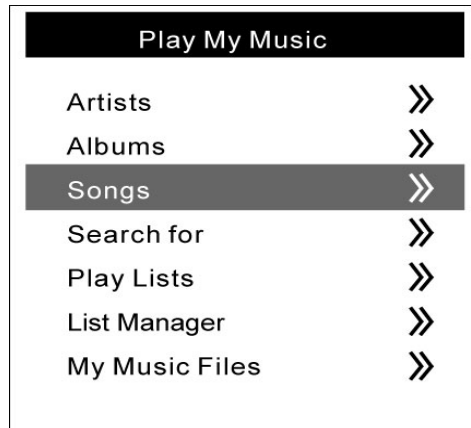 Play My Music
Artists
Albums
Songs
Search for
Play Lists
List Manager
My Music Files